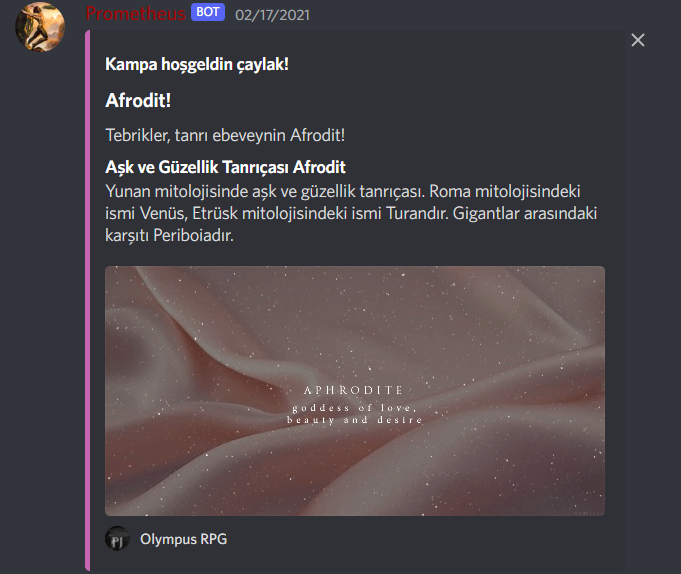 Prometheus BOT 02/17/2021
Kampa hoşgeldin çaylak!
Afrodit!
Tebrikler, tanrı ebeveynin Afrodit!
Aşk ve Güzellik Tanrıçası Afrodit
Yunan mitolojisinde aşk ve güzellik tanrıçası. Roma mitolojisindeki
ismi Venüs, Etrüsk mitolojisindeki ismi Turandır. Gigantlar arasındaki
karşıtı Periboiadır.
APHRODITE
goddess of love,
beauty and desire
PJ
Olympus RPG